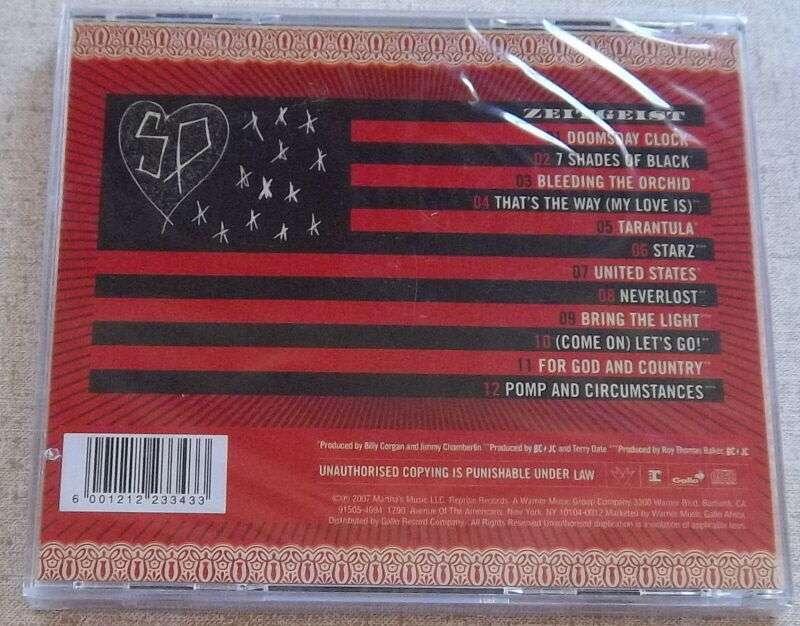 SP
ZEITGEIST
DOOMSDAY CLOCK*
02 7 SHADES OF BLACK*
03 BLEEDING THE ORCHID*
04 THAT'S THE WAY (MY LOVE IS)**
05 TARANTULA*
06 STARZ***
07 UNITED STATES*
08 NEVERLOST**
09 BRING THE LIGHT***
10 (COME ON) LET'S GO!**
11 FOR GOD AND COUNTRY**
12 POMP AND CIRCUMSTANCES***
*Produced by Billy Corgan and Jimmy Chamberlin **Produced by BC+JC and Terry Date ***Produced by Roy Thomas Baker, BC+JC
UNAUTHORISED COPYING IS PUNISHABLE UNDER LAW
Gallo
6 001212 233433
©℗ 2007 Martha's Music LLC. Reprise Records. A Warner Music Group Company 3300 Warner Blvd. Burbank, CA
91505-4694 1290 Avenue Of The Americans. New York, NY 10104-0012 Marketed by Warner Music Gallo Africa.
Distributed by Gallo Record Company. All Rights Reserved Unauthorised duplication is a violation of applicable laws.